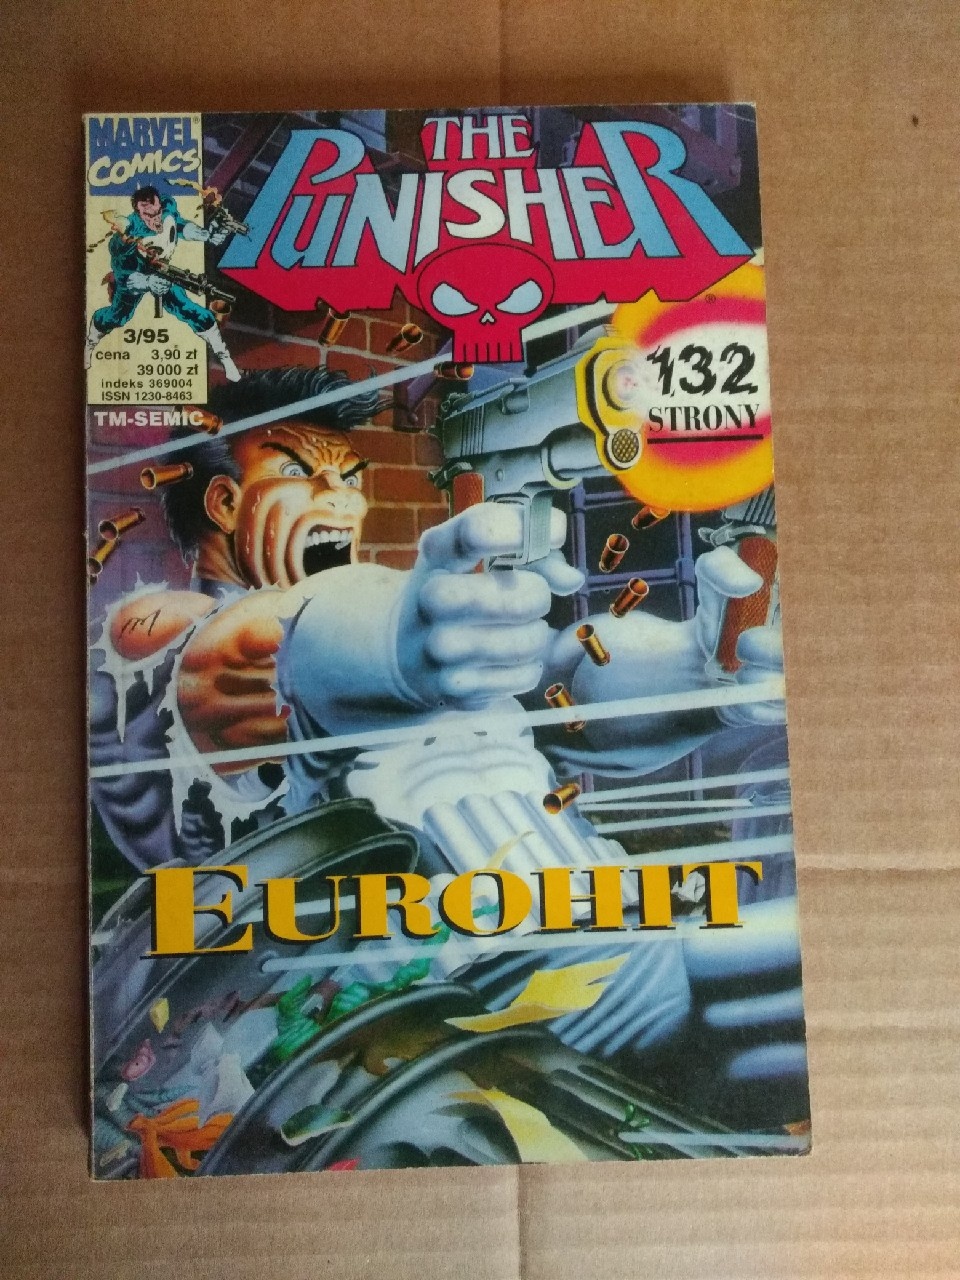 MARVEL®
COMICS
THE
PUNISHER®
3/95
cena 3,90 zł
39 000 zł
indeks 369004
ISSN 1230-8463
TM-SEMIC
132
STRONY
EUROHIT